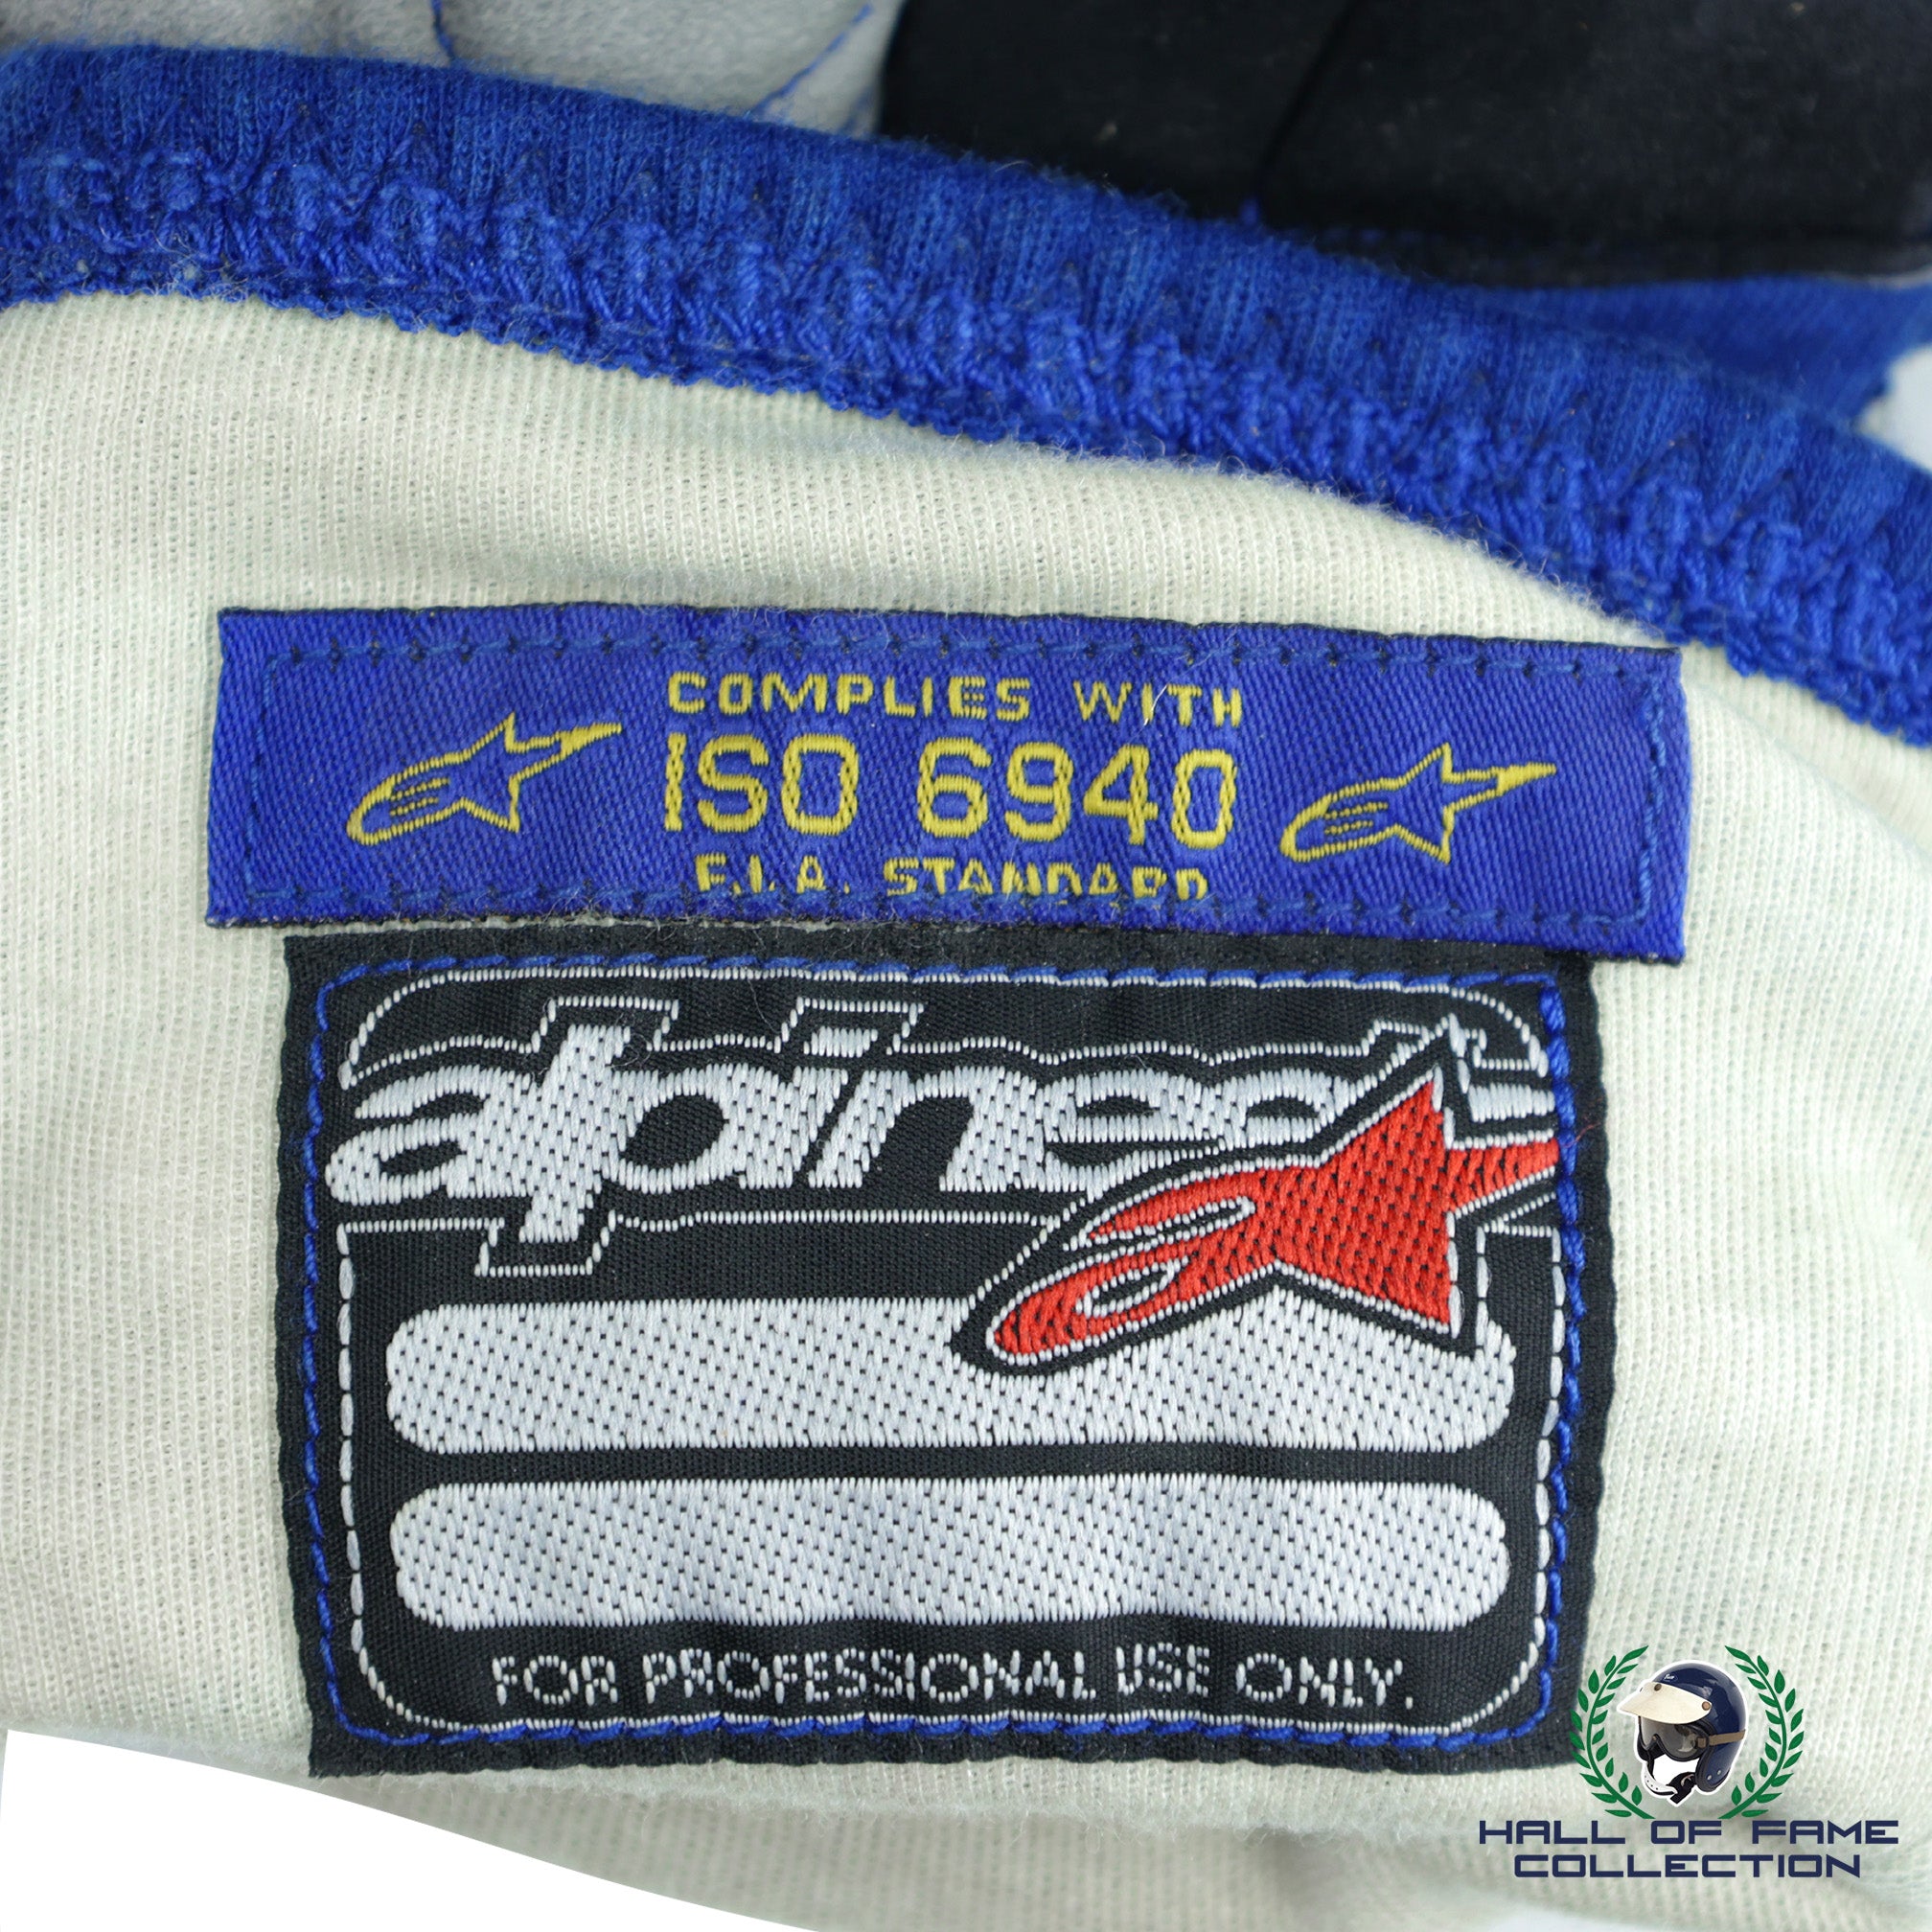 COMPLIES WITH
ISO 6940
F.I.A. STANDARD
alpinestars
FOR PROFESSIONAL USE ONLY.
HALL OF FAME
COLLECTION